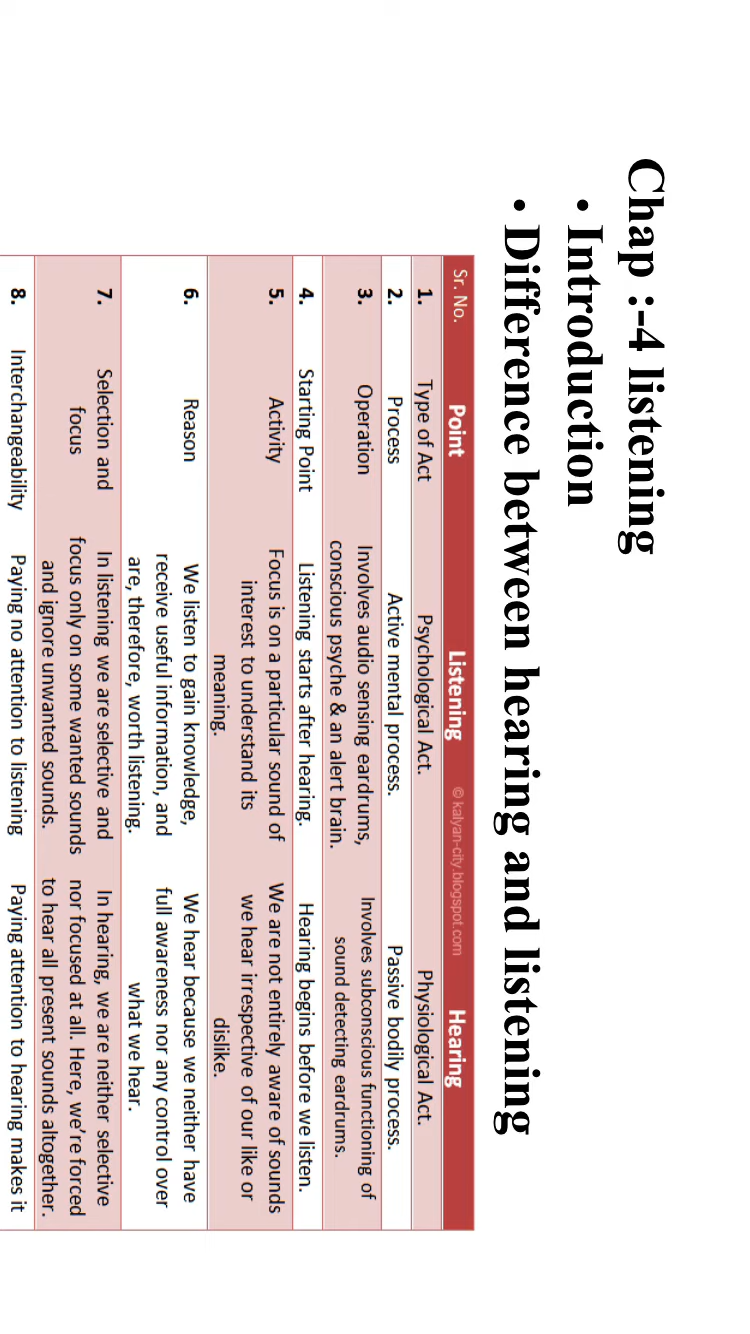 Chap :-4 listening
• Introduction
• Difference between hearing and listening
Sr. No. Point Listening © kalyan-city.blogspot.com Hearing
1. Type of Act Psychological Act. Physiological Act.
2. Process Active mental process. Passive bodily process.
3. Operation Involves audio sensing eardrums, Involves subconscious functioning of
conscious psyche & an alert brain. sound detecting eardrums.
4. Starting Point Listening starts after hearing. Hearing begins before we listen.
5. Activity Focus is on a particular sound of We are not entirely aware of sounds
interest to understand its we hear irrespective of our like or
meaning. dislike.
6. Reason We listen to gain knowledge, We hear because we neither have
receive useful information, and full awareness nor any control over
are, therefore, worth listening. what we hear.
7. Selection and In listening we are selective and In hearing, we are neither selective
focus focus only on some wanted sounds nor focused at all. Here, we're forced
and ignore unwanted sounds. to hear all present sounds altogether.
8. Interchangeability Paying no attention to listening Paying attention to hearing makes it